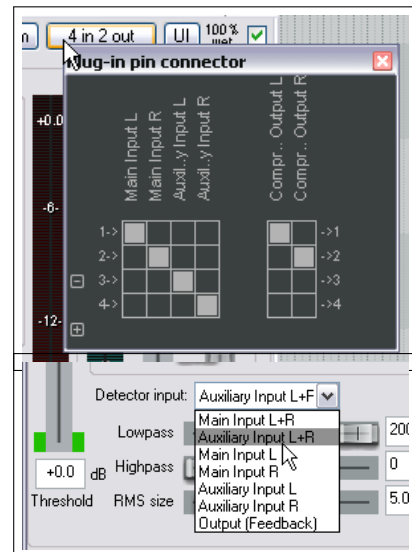 4 in 2 out UI 100%
Plug-in pin connector
Main Input L
Main Input R
Auxil..y Input L
Auxil..y Input R
Compr.. Output L
Compr.. Output R
+0.0
-6-
-12-
1-> ->1
2-> ->2
3-> ->3
4-> ->4
Detector input: Auxiliary Input L+F
Main Input L+R
Auxiliary Input L+R
Main Input L
Main Input R
Auxiliary Input L
Auxiliary Input R
Output (Feedback)
Lowpass 200
Highpass 0
RMS size 5.0
+0.0 dB
Threshold